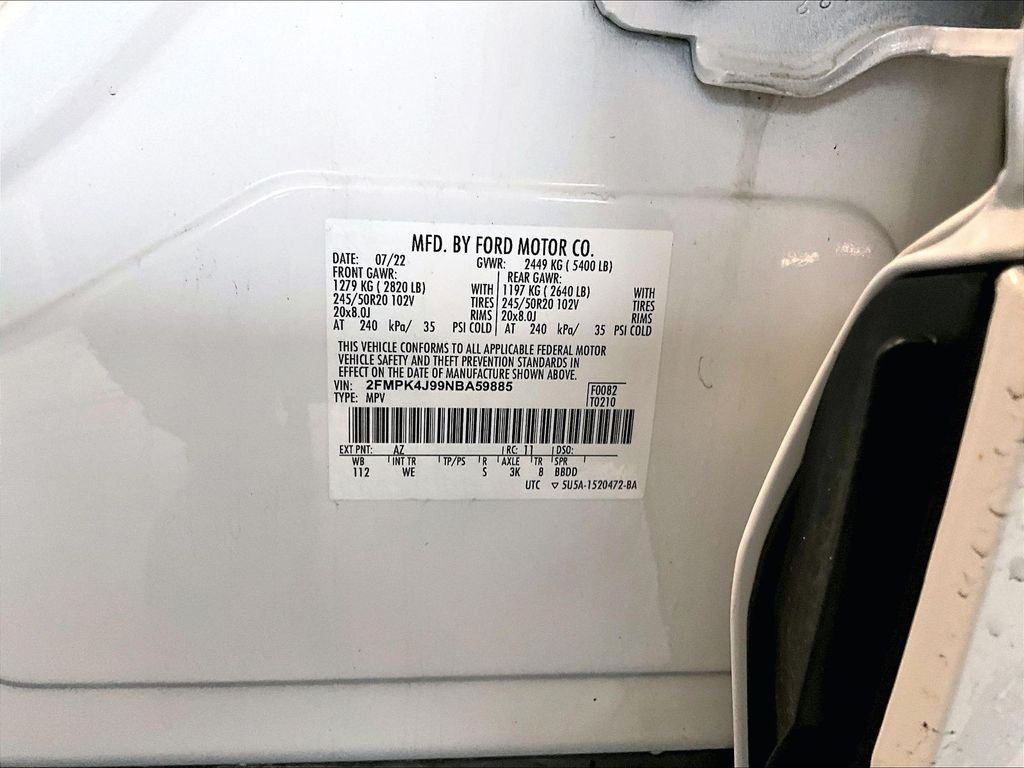 MFD. BY FORD MOTOR CO.
DATE: 07/22 GVWR: 2449 KG ( 5400 LB)
FRONT GAWR: REAR GAWR:
1279 KG ( 2820 LB) WITH 1197 KG ( 2640 LB) WITH
245/50R20 102V TIRES 245/50R20 102V TIRES
20x8.0J RIMS 20x8.0J RIMS
AT 240 kPa/ 35 PSI COLD AT 240 kPa/ 35 PSI COLD
THIS VEHICLE CONFORMS TO ALL APPLICABLE FEDERAL MOTOR
VEHICLE SAFETY AND THEFT PREVENTION STANDARDS IN
EFFECT ON THE DATE OF MANUFACTURE SHOWN ABOVE.
VIN: 2FMPK4J99NBA59885 F0082
TYPE: MPV T0210
EXT PNT: AZ RC: 11 DSO:
WB INT TR TP/PS R AXLE TR SPR
112 WE S 3K 8 BBDD
UTC ▽ 5U5A-1520472-BA